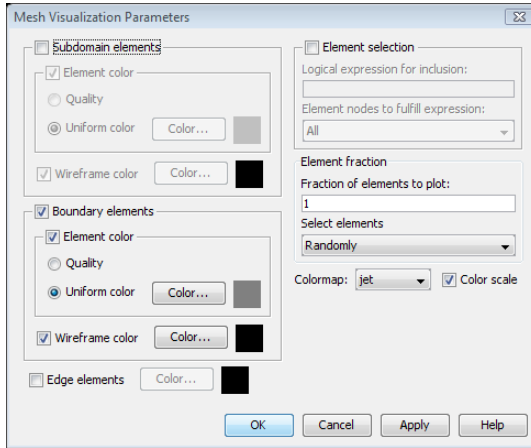 Mesh Visualization Parameters
Subdomain elements
Element color
Quality
Uniform color Color...
Wireframe color Color...
Boundary elements
Element color
Quality
Uniform color Color...
Wireframe color Color...
Edge elements Color...
Element selection
Logical expression for inclusion:
Element nodes to fulfill expression:
All
Element fraction
Fraction of elements to plot:
1
Select elements
Randomly
Colormap: jet Color scale
OK Cancel Apply Help